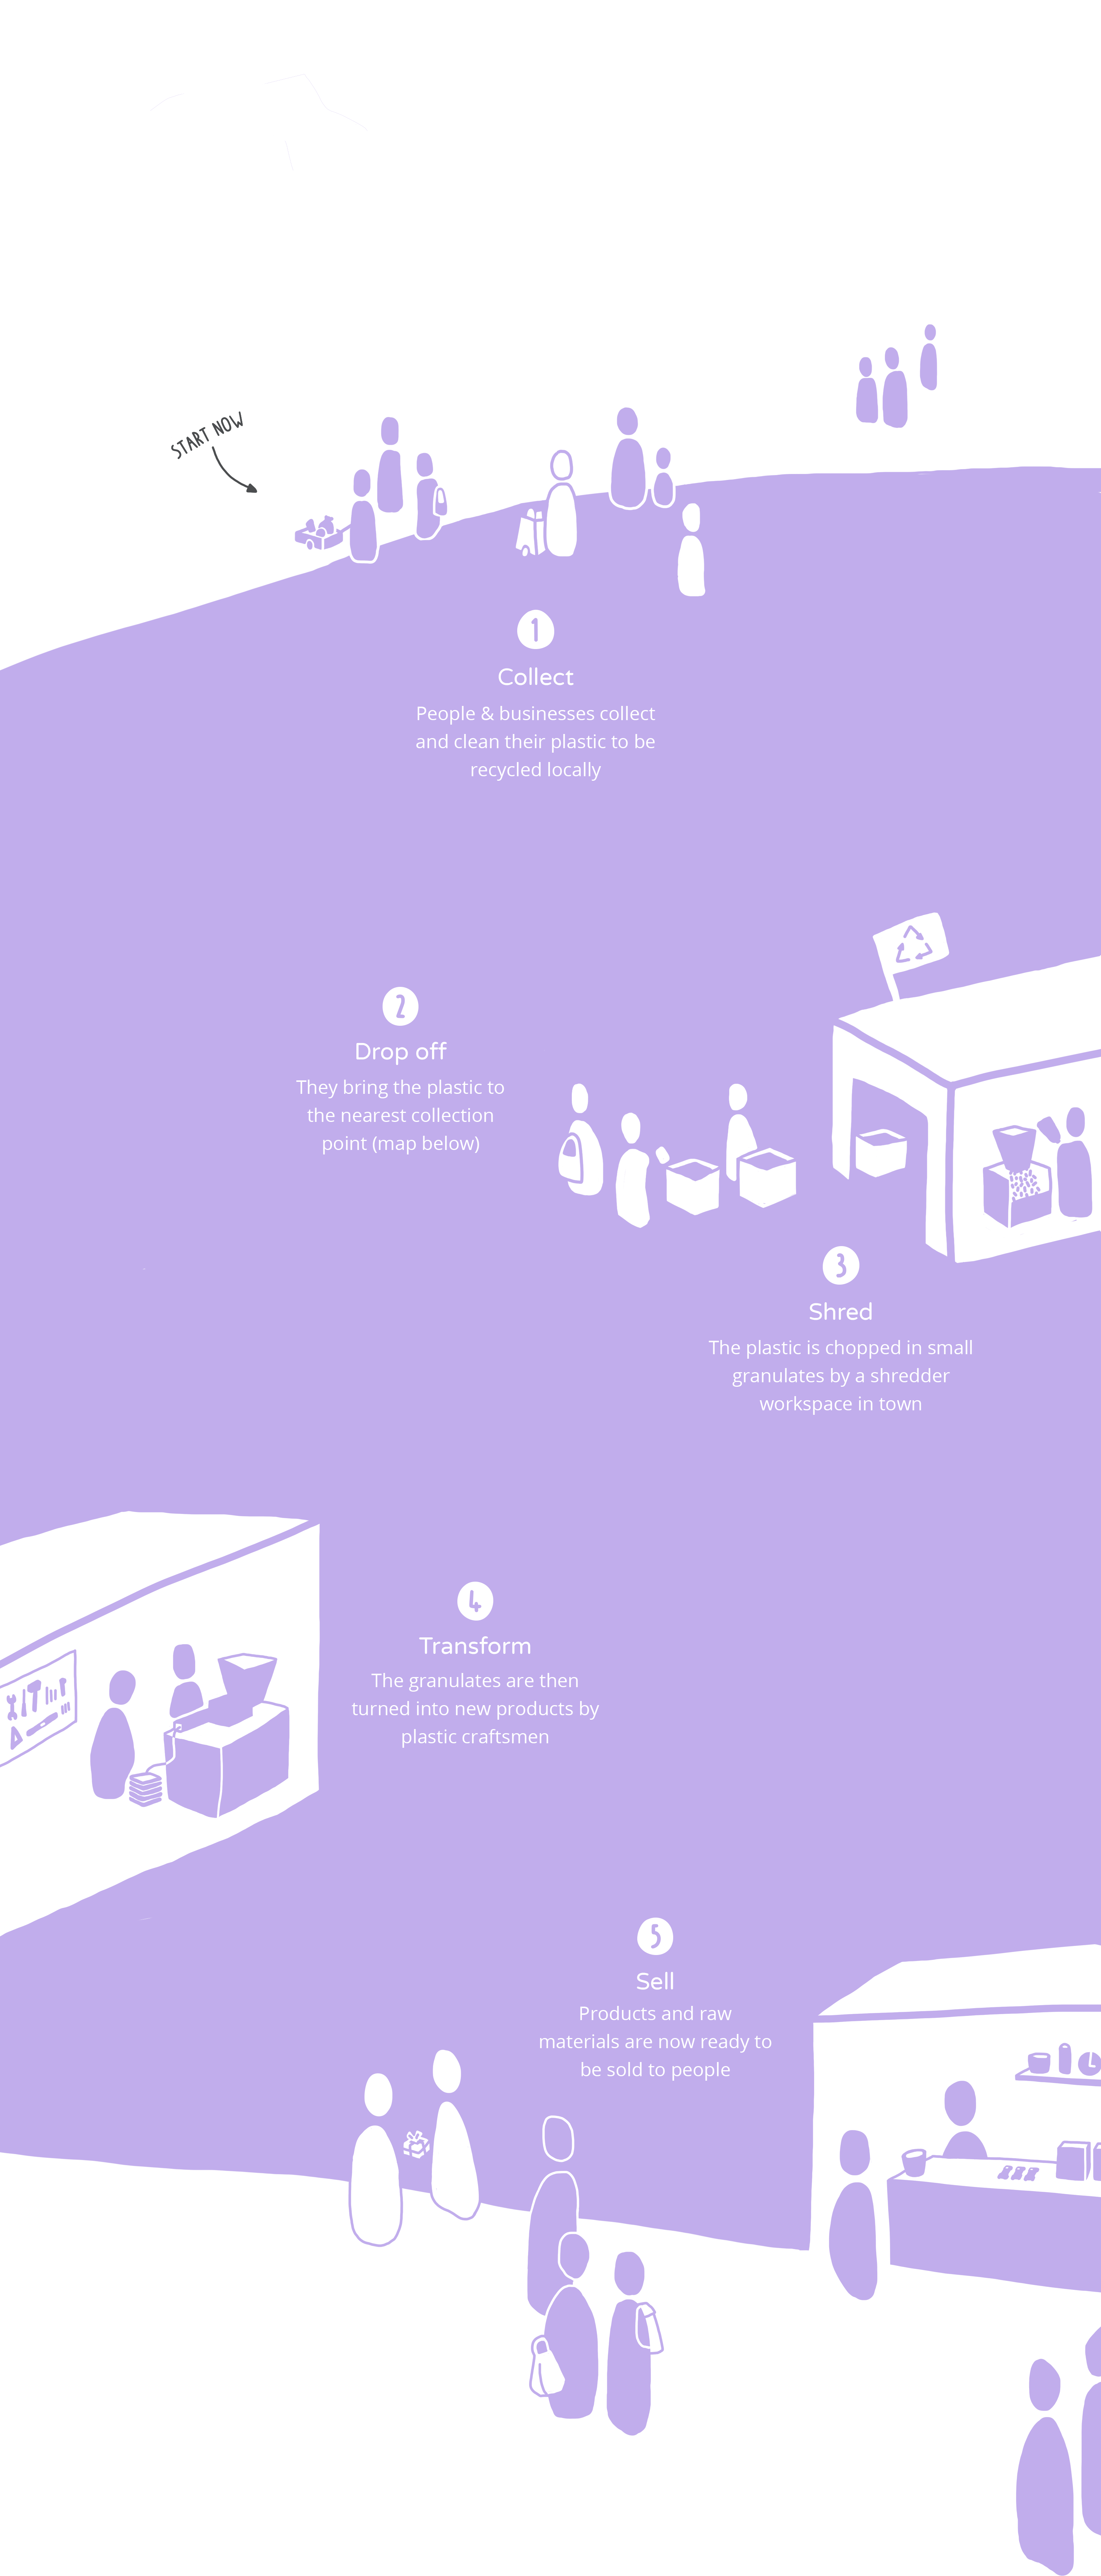 START NOW
1
Collect
People & businesses collect
and clean their plastic to be
recycled locally
2
Drop off
They bring the plastic to
the nearest collection
point (map below)
3
Shred
The plastic is chopped in small
granulates by a shredder
workspace in town
4
Transform
The granulates are then
turned into new products by
plastic craftsmen
5
Sell
Products and raw
materials are now ready to
be sold to people